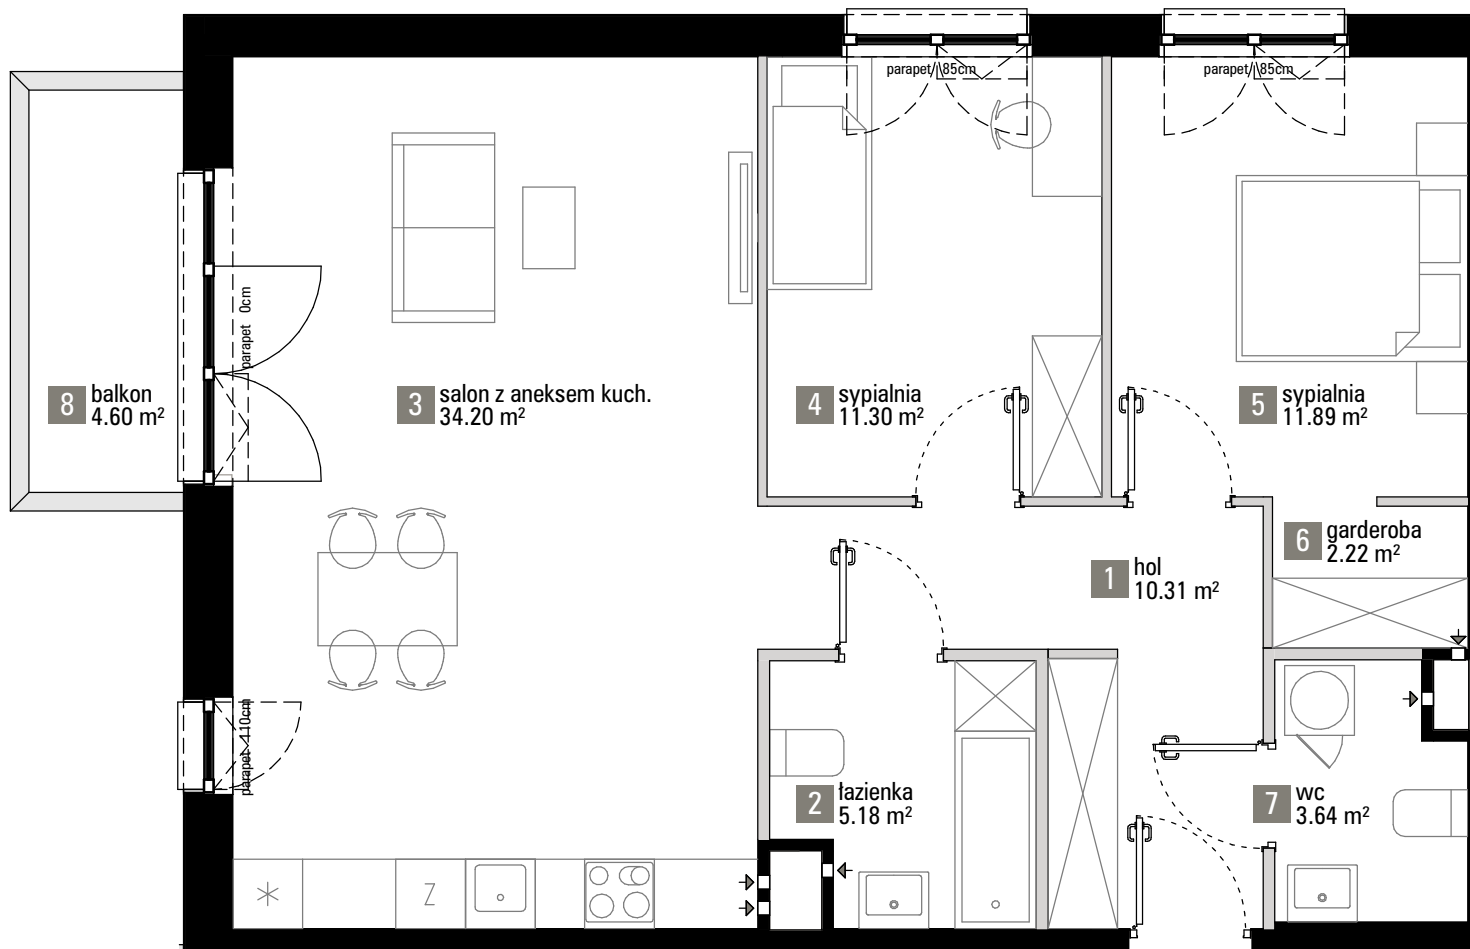 parapet 85cm
parapet 85cm
parapet 0cm
8 balkon
4.60 m²
3 salon z aneksem kuch.
34.20 m²
4 sypialnia
11.30 m²
5 sypialnia
11.89 m²
6 garderoba
2.22 m²
1 hol
10.31 m²
parapet 110cm
2 łazienka
5.18 m²
7 wc
3.64 m²
Z